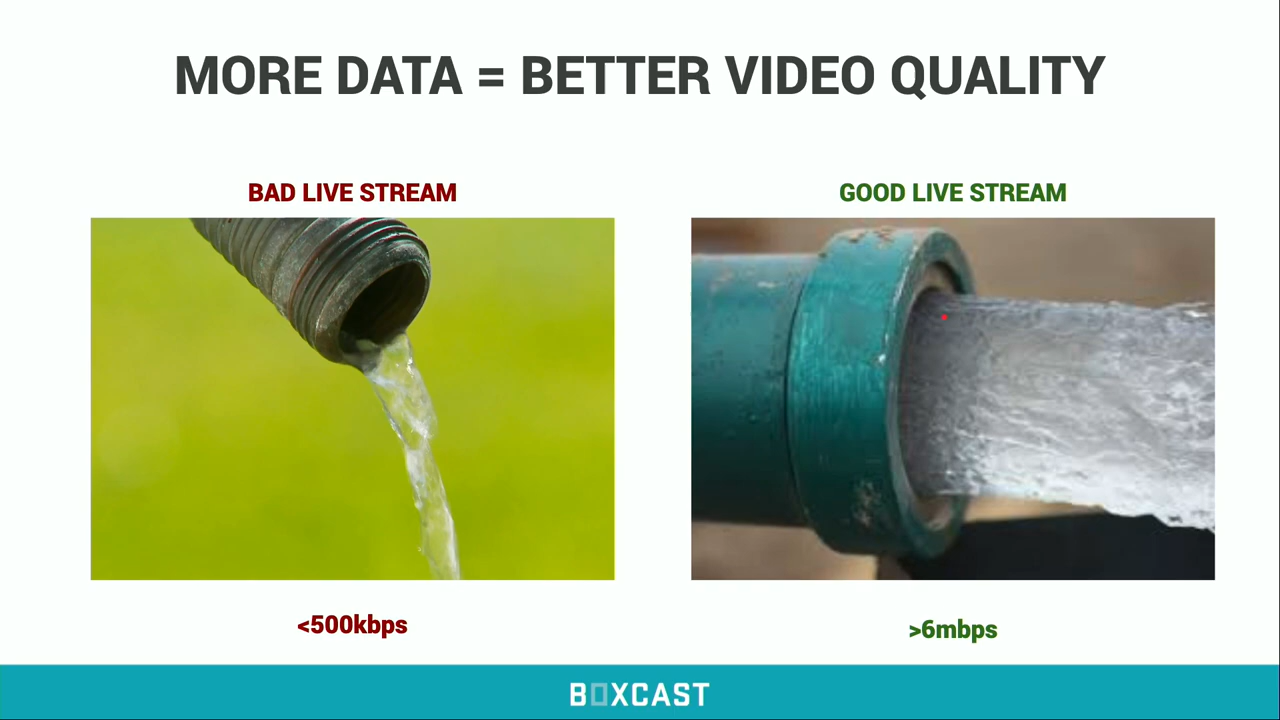 MORE DATA = BETTER VIDEO QUALITY
BAD LIVE STREAM
GOOD LIVE STREAM
<500kbps
>6mbps
BOXCAST